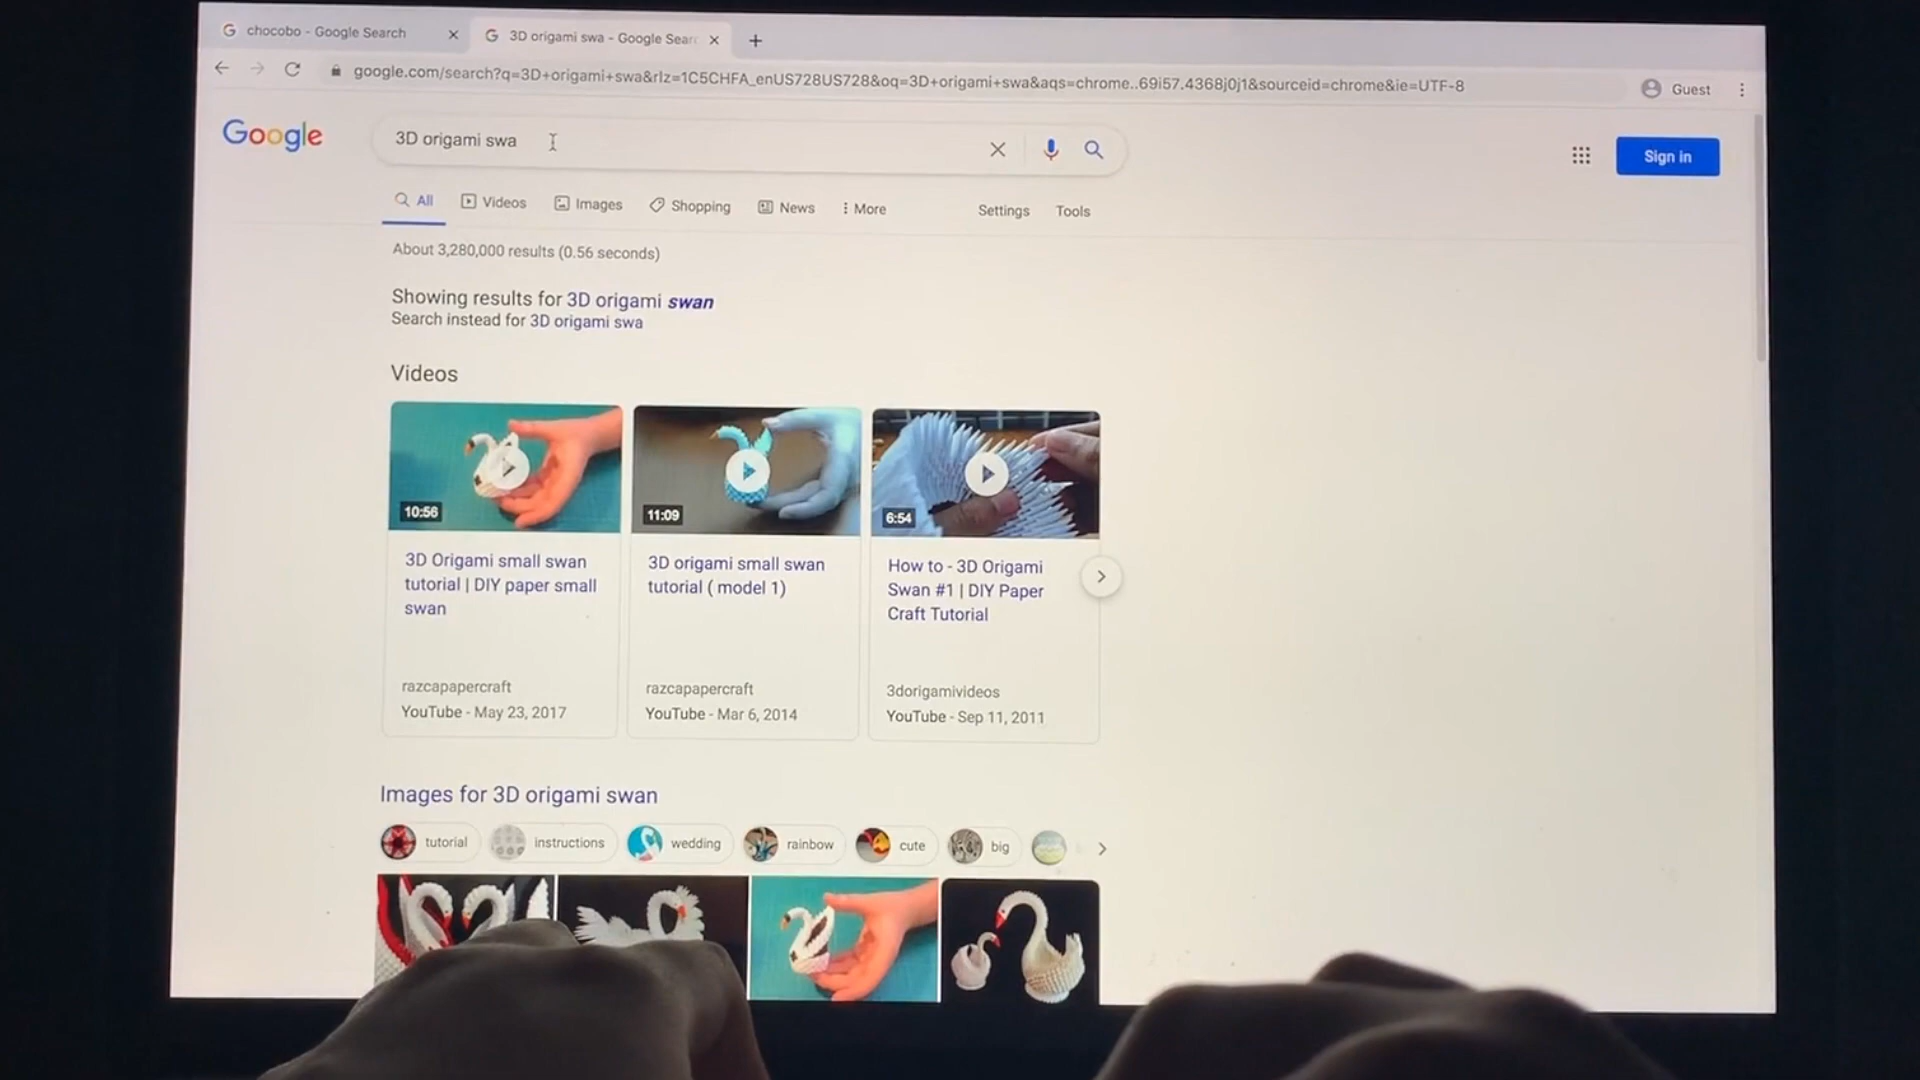 chocobo - Google Search
3D origami swa - Google Sear
google.com/search?q=3D+origami+swa&rlz=1C5CHFA_enUS728US728&oq=3D+origami+swa&aqs=chrome..69i57.4368j0j1&sourceid=chrome&ie=UTF-8
Guest
Google
3D origami swa
Sign in
All
Videos
Images
Shopping
News
More
Settings
Tools
About 3,280,000 results (0.56 seconds)
Showing results for 3D origami swan
Search instead for 3D origami swa
Videos
10:56
11:09
6:54
3D Origami small swan
tutorial | DIY paper small
swan
3D origami small swan
tutorial ( model 1)
How to - 3D Origami
Swan #1 | DIY Paper
Craft Tutorial
razcapapercraft
YouTube - May 23, 2017
razcapapercraft
YouTube - Mar 6, 2014
3dorigamivideos
YouTube - Sep 11, 2011
Images for 3D origami swan
tutorial
instructions
wedding
rainbow
cute
big